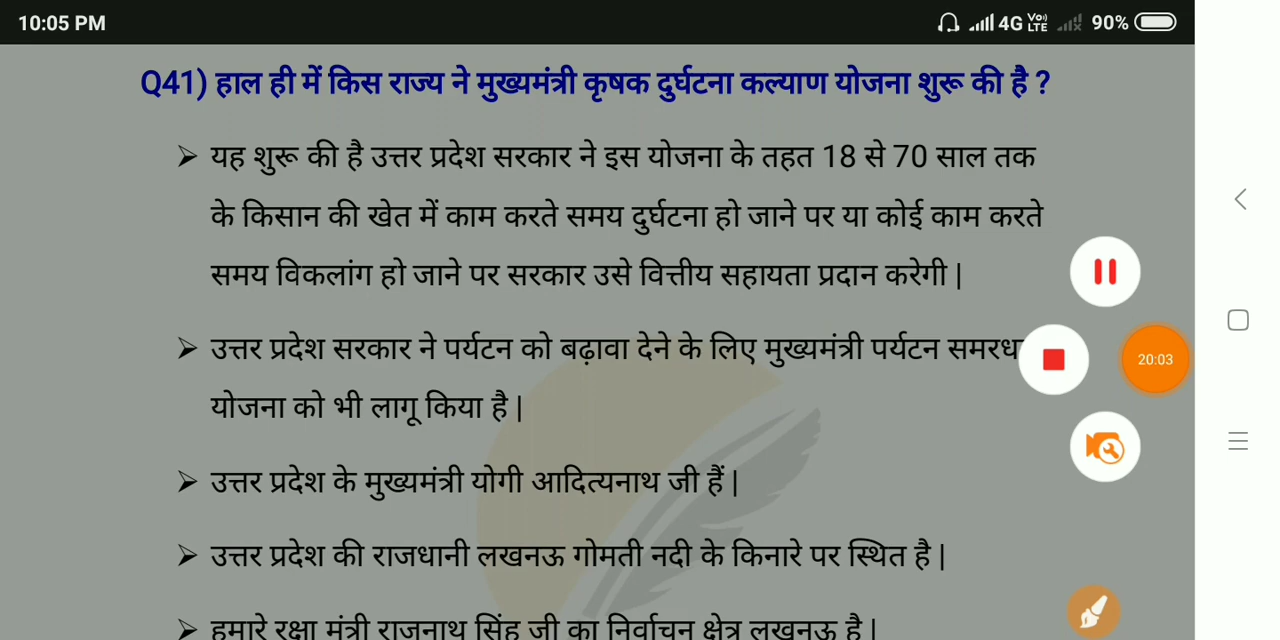 10:05 PM 4G Vo)) LTE 90%
Q41) हाल ही में किस राज्य ने मुख्यमंत्री कृषक दुर्घटना कल्याण योजना शुरू की है ?
➢ यह शुरू की है उत्तर प्रदेश सरकार ने इस योजना के तहत 18 से 70 साल तक
के किसान की खेत में काम करते समय दुर्घटना हो जाने पर या कोई काम करते
समय विकलांग हो जाने पर सरकार उसे वित्तीय सहायता प्रदान करेगी |
➢ उत्तर प्रदेश सरकार ने पर्यटन को बढ़ावा देने के लिए मुख्यमंत्री पर्यटन
योजना को भी लागू किया है |
20:03
➢ उत्तर प्रदेश के मुख्यमंत्री योगी आदित्यनाथ जी हैं |
➢ उत्तर प्रदेश की राजधानी लखनऊ गोमती नदी के किनारे पर स्थित है |
➢ हमारे रक्षा मंत्री राजनाथ सिंह जी का निर्वाचन क्षेत्र लखनऊ है |